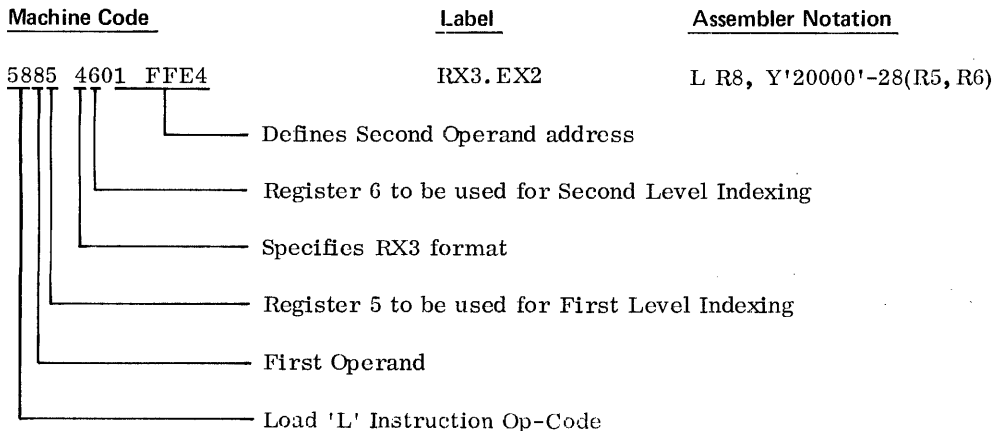 Machine Code Label Assembler Notation
5885 4601 FFE4 RX3.EX2 L R8, Y'20000'-28(R5,R6)
Defines Second Operand address
Register 6 to be used for Second Level Indexing
Specifies RX3 format
Register 5 to be used for First Level Indexing
First Operand
Load 'L' Instruction Op-Code